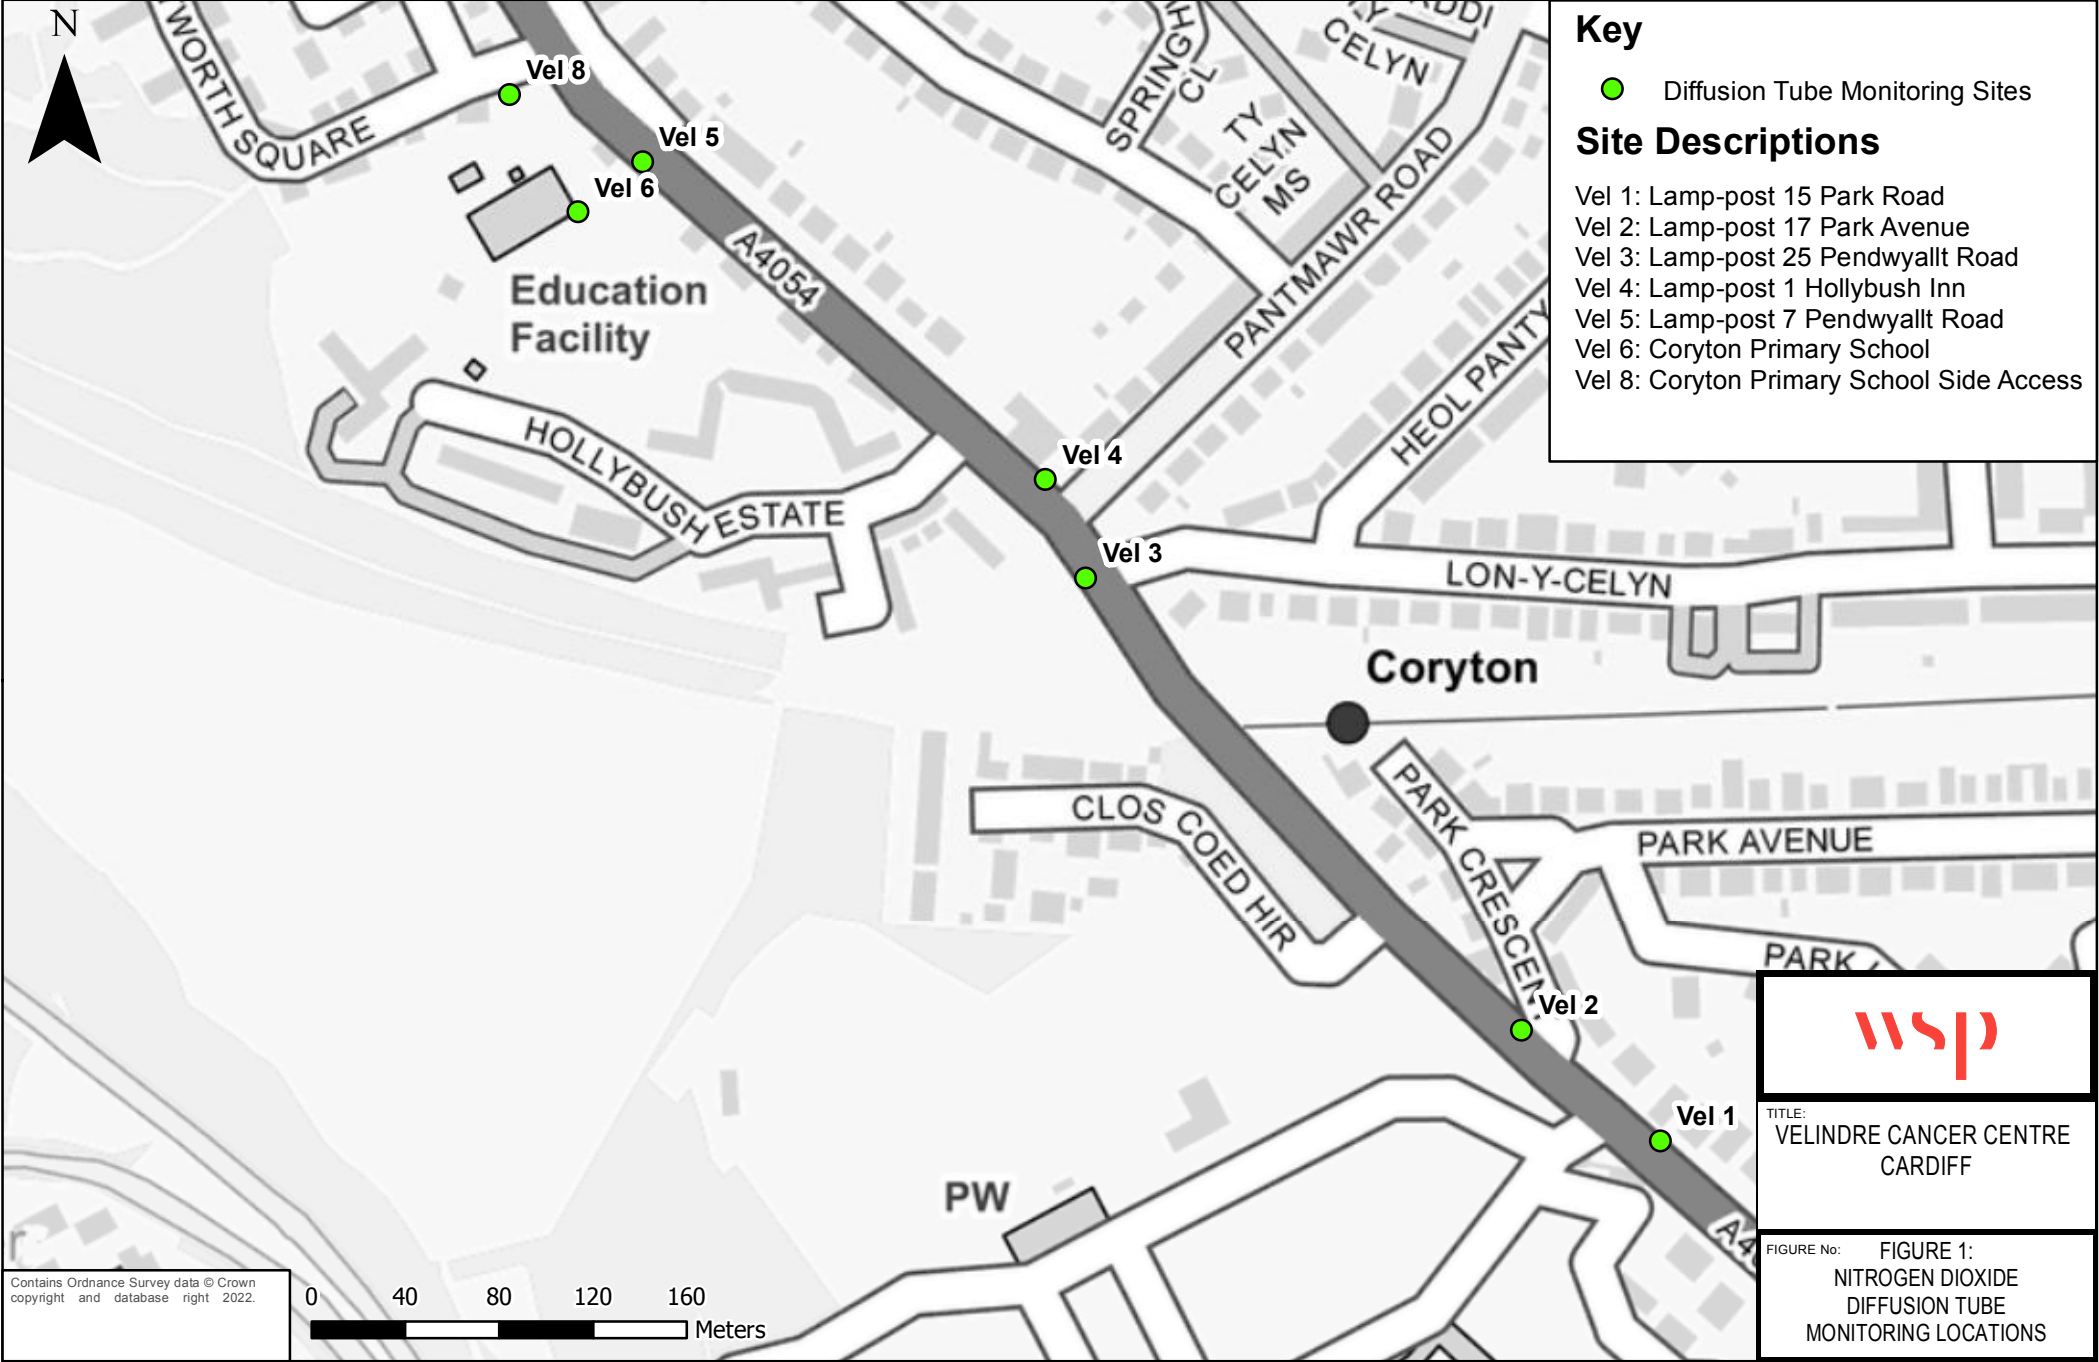 N
Vel 8
Vel 5
Vel 6
WORTH SQUARE
A4054
Education
Facility
SPRING
CL
CELYN
TY
CELYN
MS
PANTMAWR ROAD
HEOL PANTY
HOLLYBUSH ESTATE
Vel 4
Vel 3
LON-Y-CELYN
Coryton
CLOS COED HIR
PARK CRESCEN
PARK AVENUE
PARK
Vel 2
Vel 1
PW
A4
r
Key
Diffusion Tube Monitoring Sites
Site Descriptions
Vel 1: Lamp-post 15 Park Road
Vel 2: Lamp-post 17 Park Avenue
Vel 3: Lamp-post 25 Pendwyallt Road
Vel 4: Lamp-post 1 Hollybush Inn
Vel 5: Lamp-post 7 Pendwyallt Road
Vel 6: Coryton Primary School
Vel 8: Coryton Primary School Side Access
wsp
TITLE:
VELINDRE CANCER CENTRE
CARDIFF
FIGURE No: FIGURE 1:
NITROGEN DIOXIDE
DIFFUSION TUBE
MONITORING LOCATIONS
Contains Ordnance Survey data © Crown
copyright and database right 2022.
0 40 80 120 160
Meters